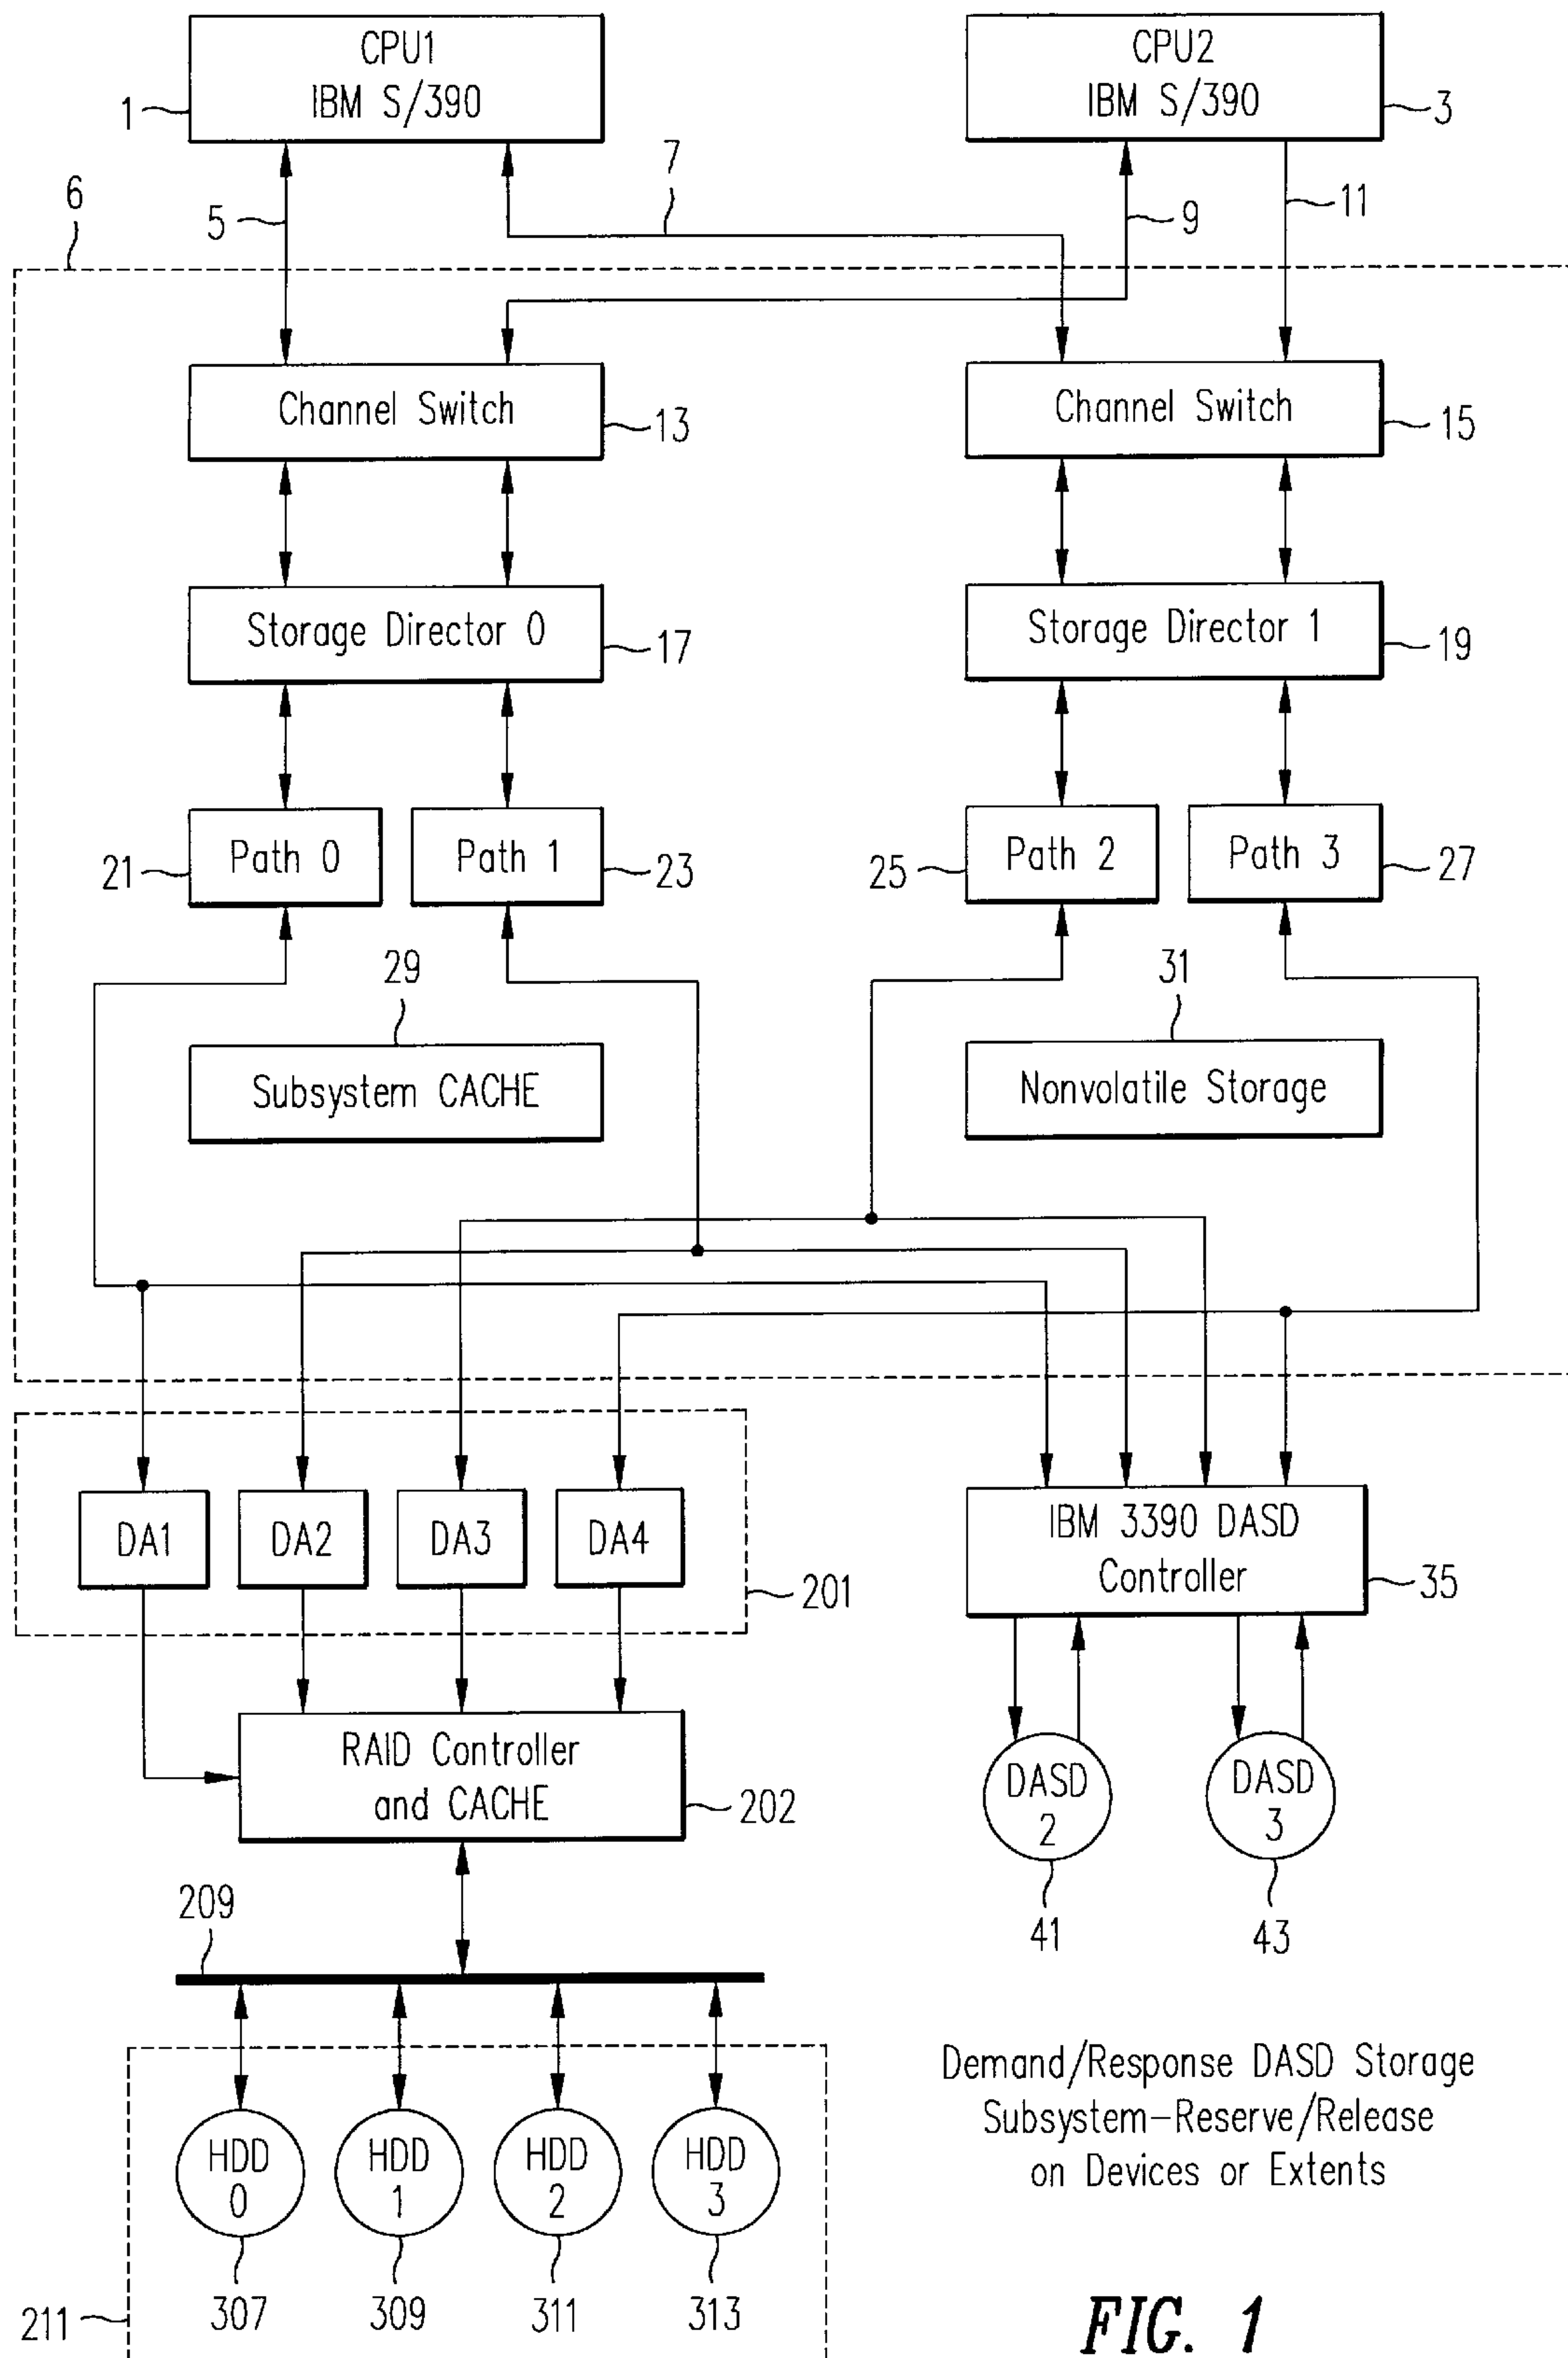 CPU1
IBM S/390
1
CPU2
IBM S/390
3
6
5
7
9
11
Channel Switch
13
Channel Switch
15
Storage Director 0
17
Storage Director 1
19
21
Path 0
Path 1
23
25
Path 2
Path 3
27
29
Subsystem CACHE
31
Nonvolatile Storage
DA1
DA2
DA3
DA4
201
IBM 3390 DASD
Controller
35
RAID Controller
and CACHE
202
DASD
2
DASD
3
41
43
209
HDD
0
HDD
1
HDD
2
HDD
3
307
309
311
313
211
Demand/Response DASD Storage
Subsystem-Reserve/Release
on Devices or Extents
FIG. 1